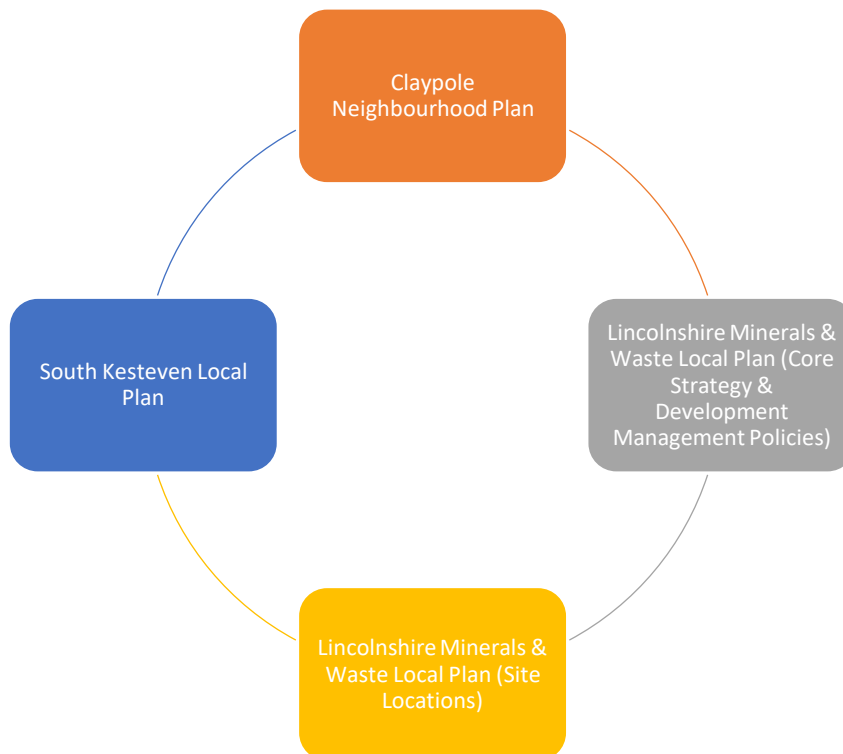 Claypole
Neighbourhood Plan
South Kesteven Local
Plan
Lincolnshire Minerals &
Waste Local Plan (Core
Strategy &
Development
Management Policies)
Lincolnshire Minerals &
Waste Local Plan (Site
Locations)